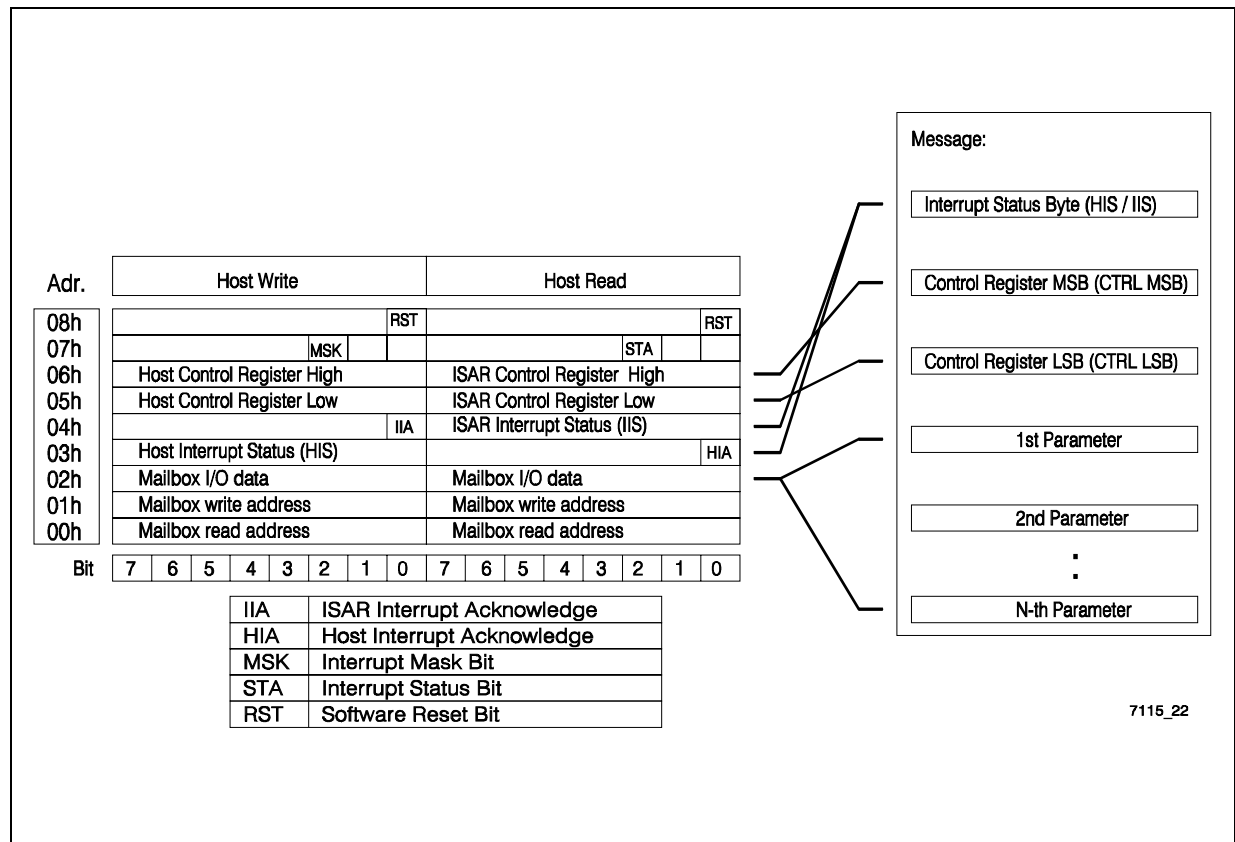 Adr. Host Write Host Read
08h RST RST
07h MSK STA
06h Host Control Register High ISAR Control Register High
05h Host Control Register Low ISAR Control Register Low
04h IIA ISAR Interrupt Status (IIS)
03h Host Interrupt Status (HIS) HIA
02h Mailbox I/O data Mailbox I/O data
01h Mailbox write address Mailbox write address
00h Mailbox read address Mailbox read address
Bit 7 6 5 4 3 2 1 0 7 6 5 4 3 2 1 0
IIA ISAR Interrupt Acknowledge
HIA Host Interrupt Acknowledge
MSK Interrupt Mask Bit
STA Interrupt Status Bit
RST Software Reset Bit
Message:
Interrupt Status Byte (HIS / IIS)
Control Register MSB (CTRL MSB)
Control Register LSB (CTRL LSB)
1st Parameter
2nd Parameter
:
N-th Parameter
7115_22